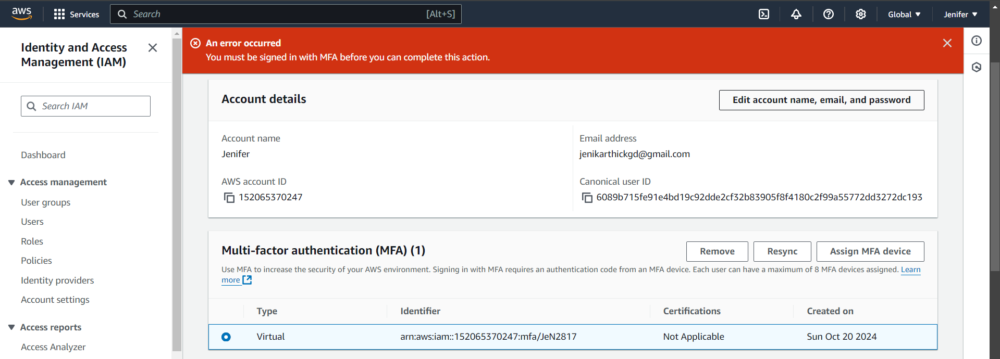 aws
Services
Search
[Alt+S]
Global
Jenifer
Identity and Access
Management (IAM)
Search IAM
Dashboard
Access management
User groups
Users
Roles
Policies
Identity providers
Account settings
Access reports
Access Analyzer
An error occurred
You must be signed in with MFA before you can complete this action.
Account details
Edit account name, email, and password
Account name
Jenifer
Email address
jenikarthickgd@gmail.com
AWS account ID
152065370247
Canonical user ID
6089b715fe91e4bd19c92dde2cf32b83905f8f4180c2f99a55772dd3272dc193
Multi-factor authentication (MFA) (1)
Remove
Resync
Assign MFA device
Use MFA to increase the security of your AWS environment. Signing in with MFA requires an authentication code from an MFA device. Each user can have a maximum of 8 MFA devices assigned. Learn
more
Type
Identifier
Certifications
Created on
Virtual
arn:aws:iam::152065370247:mfa/JeN2817
Not Applicable
Sun Oct 20 2024